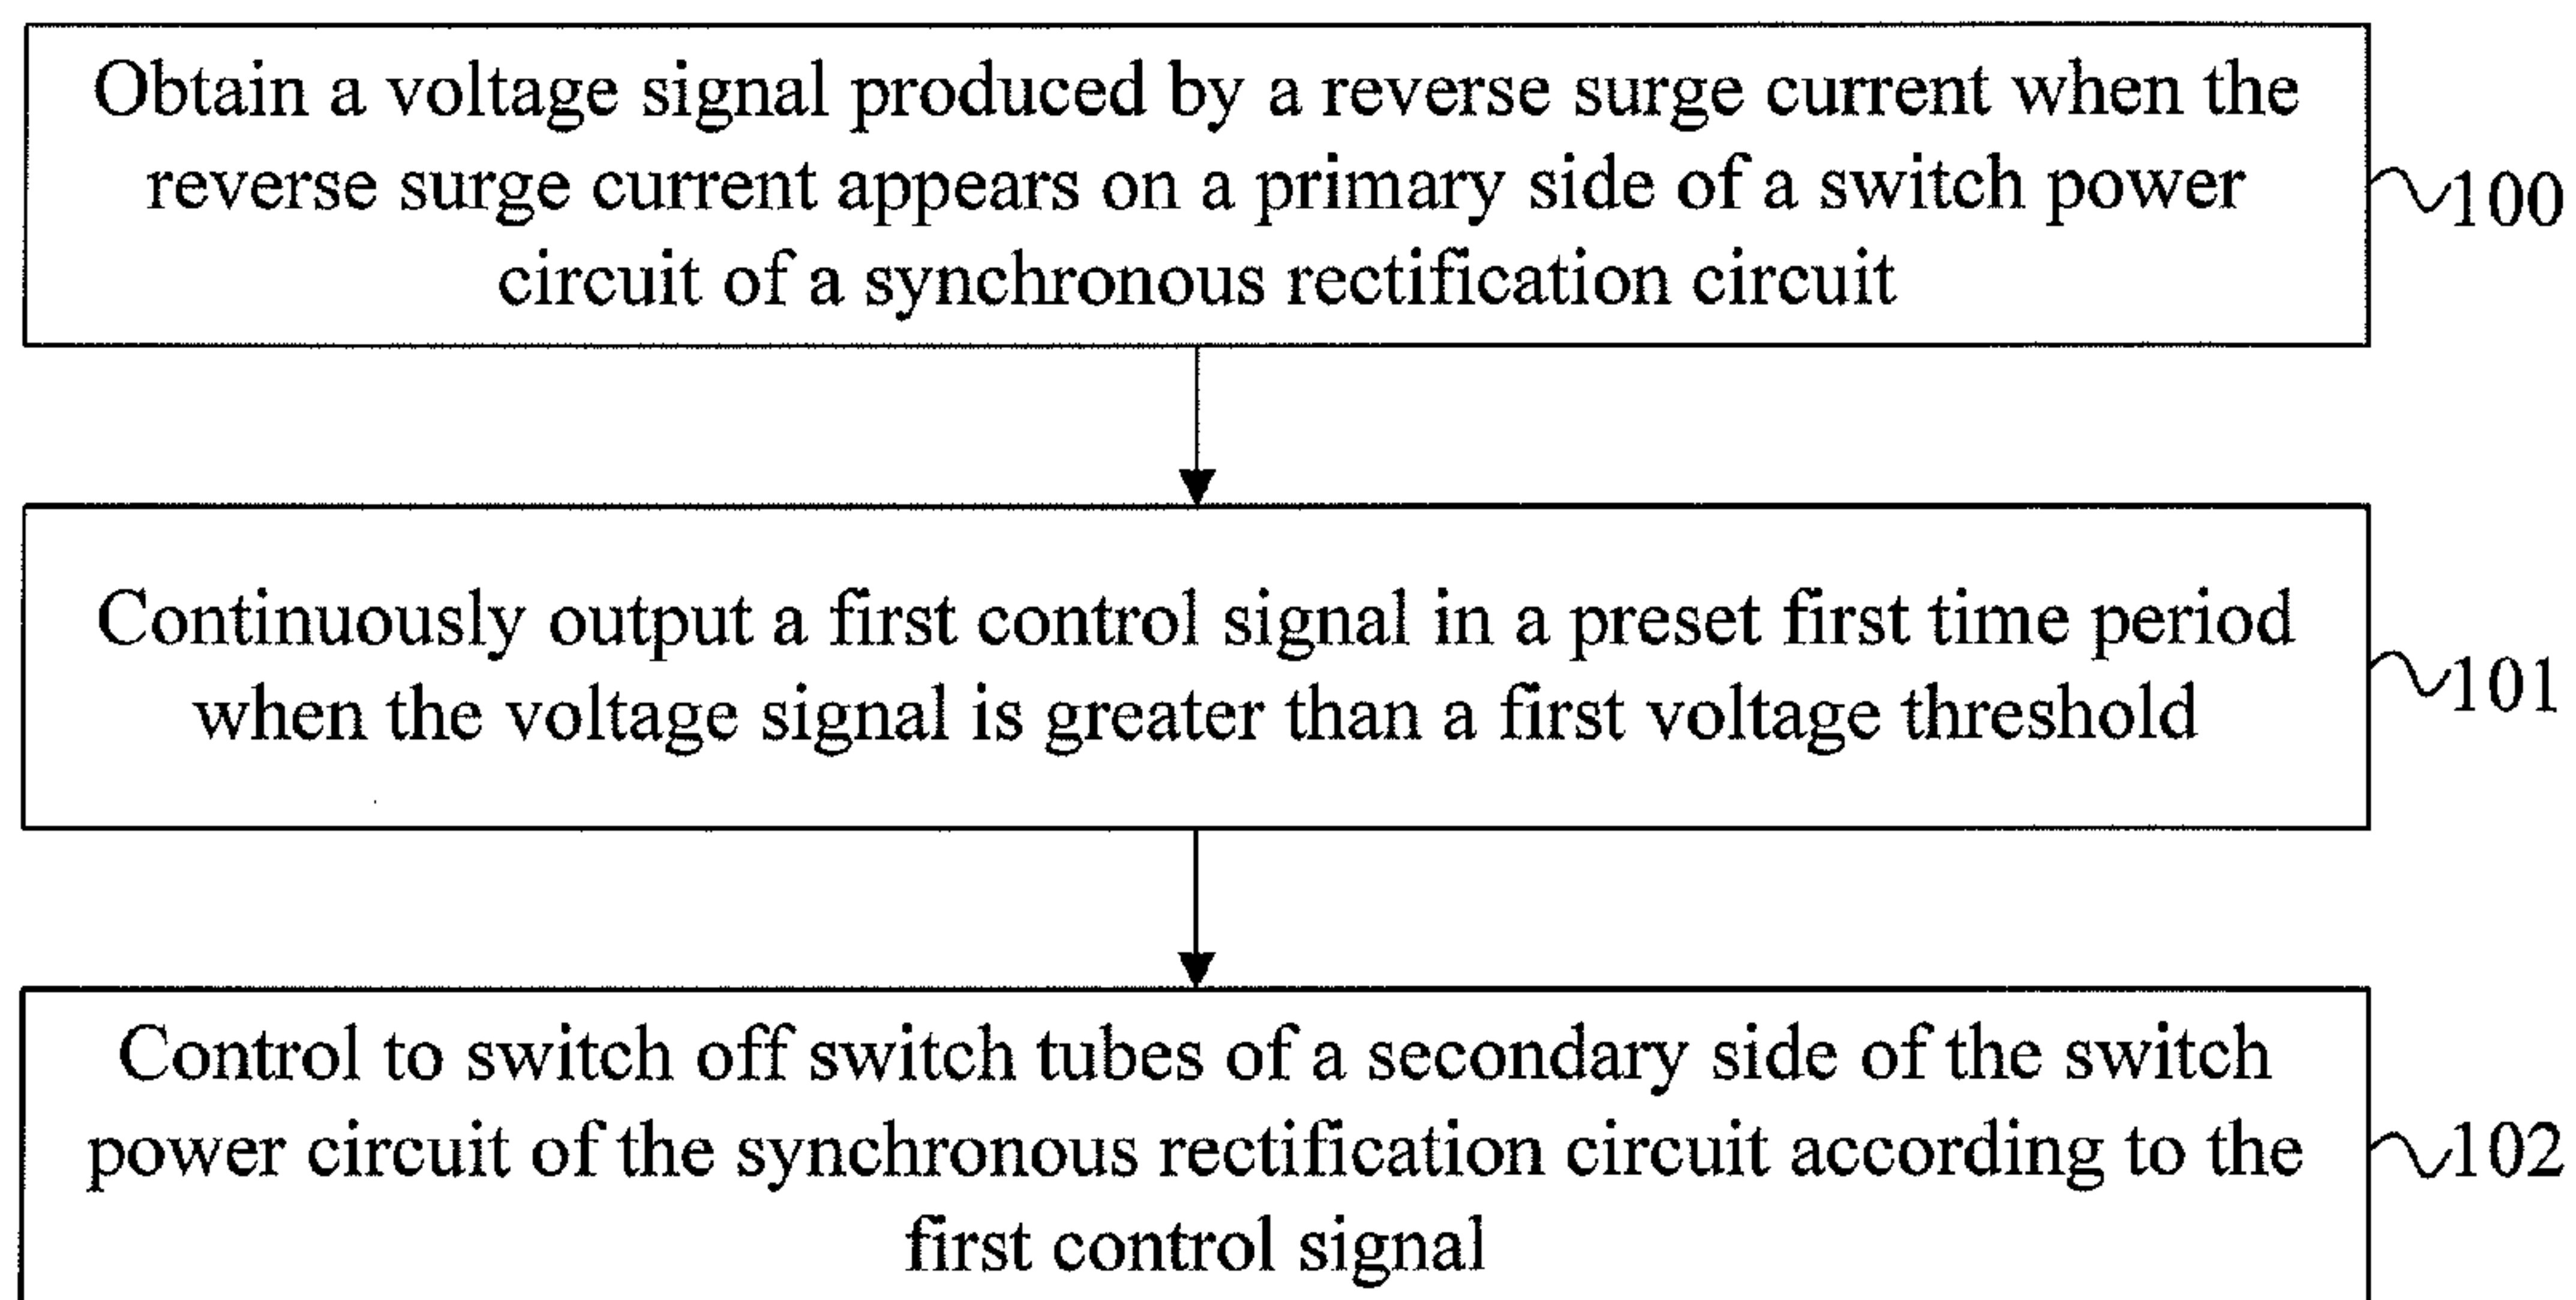 Obtain a voltage signal produced by a reverse surge current when the
reverse surge current appears on a primary side of a switch power
circuit of a synchronous rectification circuit
100
Continuously output a first control signal in a preset first time period
when the voltage signal is greater than a first voltage threshold
101
Control to switch off switch tubes of a secondary side of the switch
power circuit of the synchronous rectification circuit according to the
first control signal
102